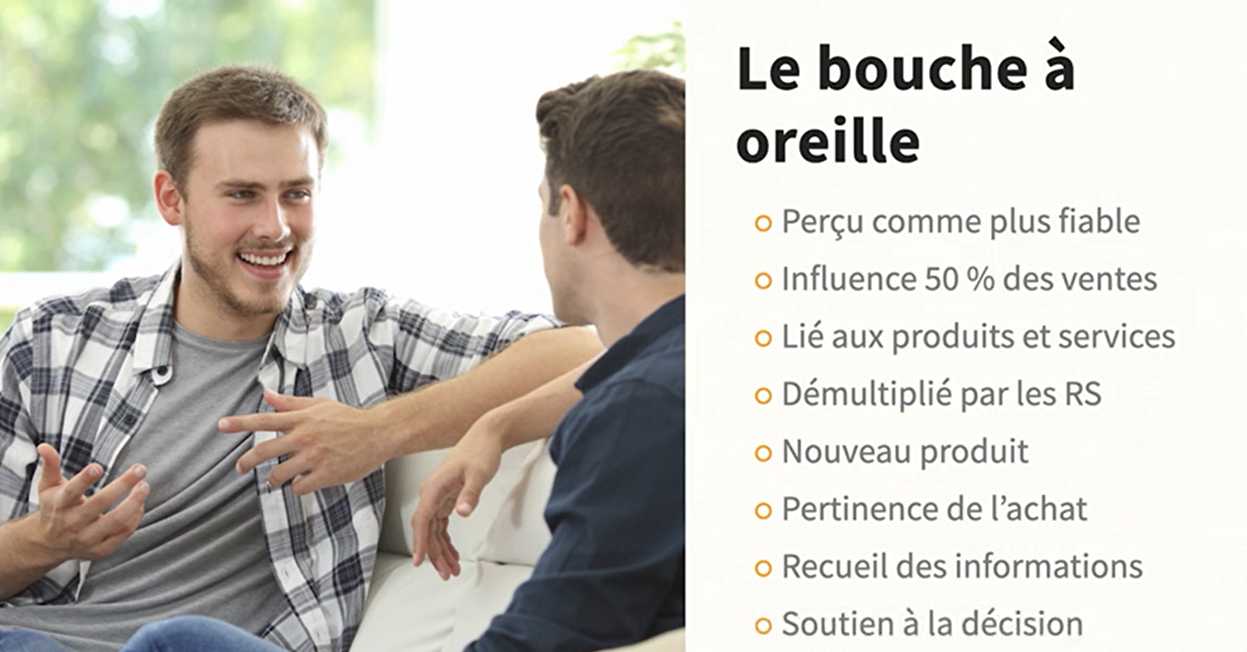 Le bouche à
oreille
Perçu comme plus fiable
Influence 50 % des ventes
Lié aux produits et services
Démultiplié par les RS
Nouveau produit
Pertinence de l’achat
Recueil des informations
Soutien à la décision